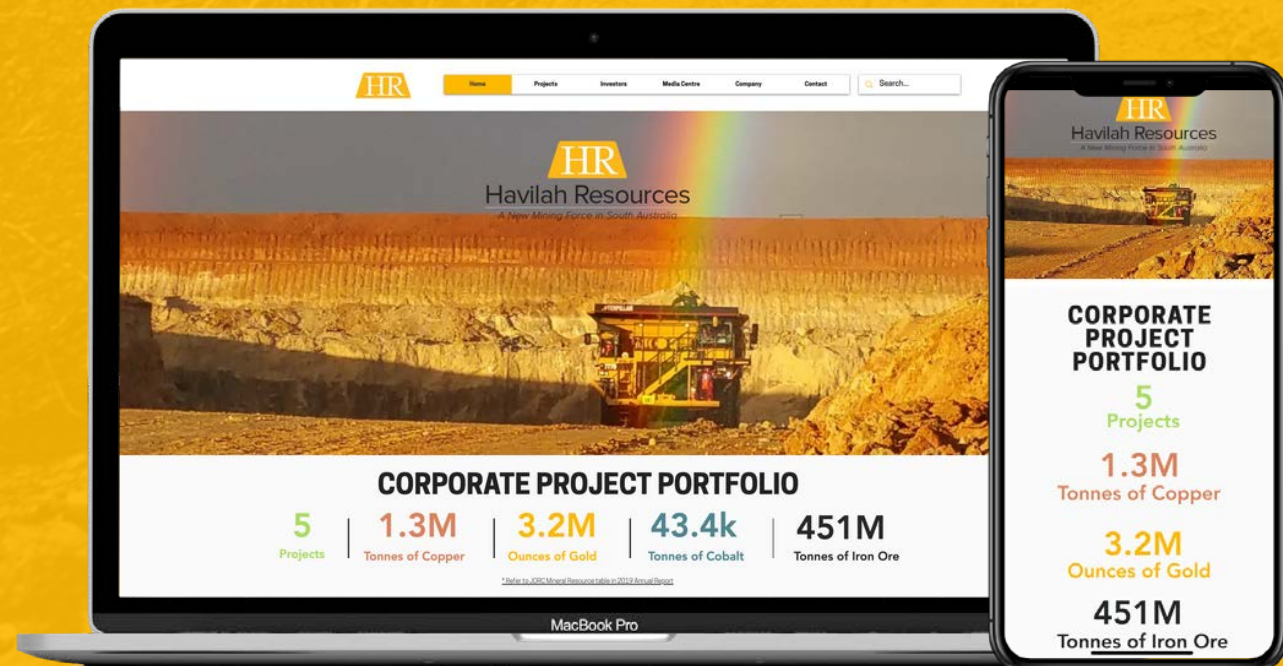 HR
Home Projects Investors Media Centre Company Contact Search...
HR
Havilah Resources
A New Mining Force in South Australia
CATERPILLAR
CORPORATE PROJECT PORTFOLIO
5 1.3M 3.2M 43.4k 451M
Projects Tonnes of Copper Ounces of Gold Tonnes of Cobalt Tonnes of Iron Ore
* Refer to JORC Mineral Resource table in 2019 Annual Report
MacBook Pro
HR
Havilah Resources
A New Mining Force in South Australia
CORPORATE
PROJECT
PORTFOLIO
5
Projects
1.3M
Tonnes of Copper
3.2M
Ounces of Gold
451M
Tonnes of Iron Ore